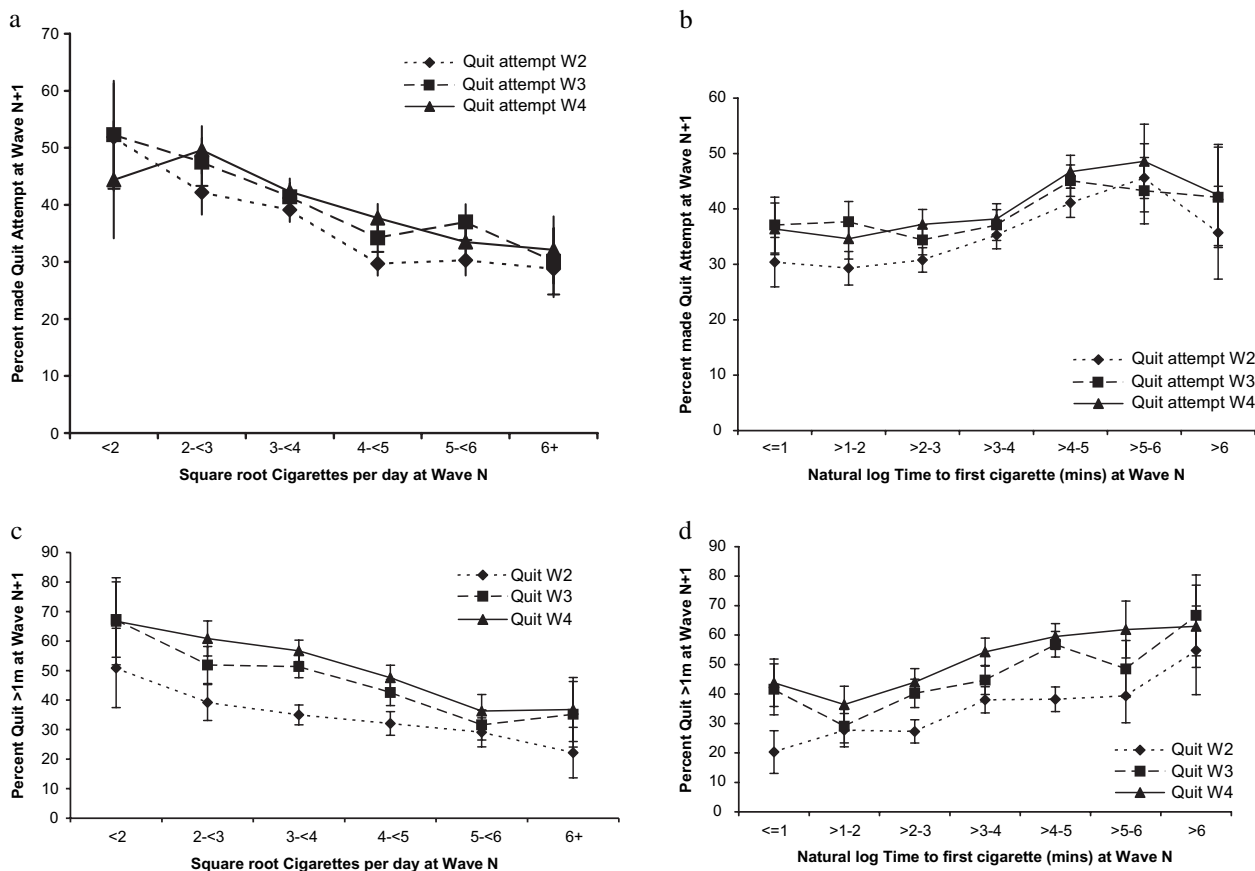 a
Percent made Quit Attempt at Wave N+1
70
60
50
40
30
20
10
0
Quit attempt W2
Quit attempt W3
Quit attempt W4
<2
2-<3
3-<4
4-<5
5-<6
6+
Square root Cigarettes per day at Wave N
b
Percent made Quit Attempt at Wave N+1
60
50
40
30
20
10
0
Quit attempt W2
Quit attempt W3
Quit attempt W4
<=1
>1-2
>2-3
>3-4
>4-5
>5-6
>6
Natural log Time to first cigarette (mins) at Wave N
c
Percent Quit >1m at Wave N+1
90
80
70
60
50
40
30
20
10
0
Quit W2
Quit W3
Quit W4
<2
2-<3
3-<4
4-<5
5-<6
6+
Square root Cigarettes per day at Wave N
d
Percent Quit >1m at Wave N+1
90
80
70
60
50
40
30
20
10
0
Quit W2
Quit W3
Quit W4
<=1
>1-2
>2-3
>3-4
>4-5
>5-6
>6
Natural log Time to first cigarette (mins) at Wave N